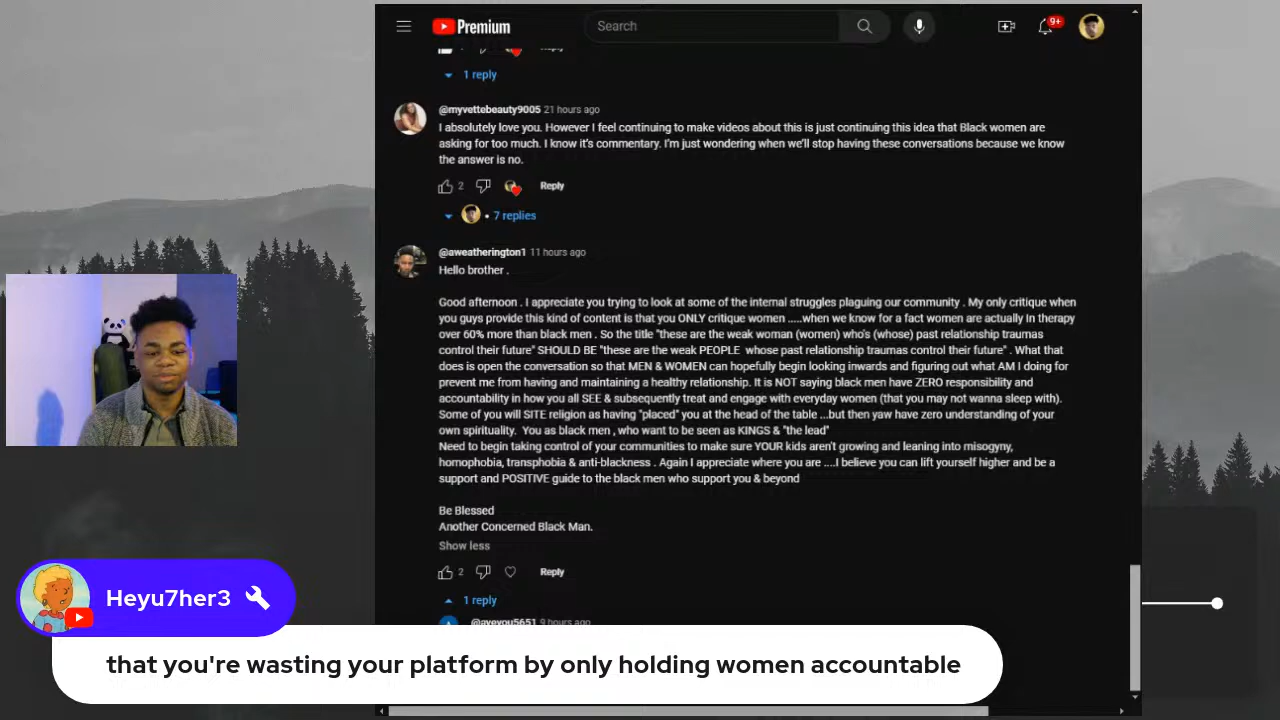 Premium
Search
9+
Reply
1 reply
@myvettebeauty9005 21 hours ago
I absolutely love you. However I feel continuing to make videos about this is just continuing this idea that Black women are
asking for too much. I know it's commentary. I'm just wondering when we'll stop having these conversations because we know
the answer is no.
2 Reply
• 7 replies
@aweatherington1 11 hours ago
Hello brother .
Good afternoon . I appreciate you trying to look at some of the internal struggles plaguing our community . My only critique when
you guys provide this kind of content is that you ONLY critique women .....when we know for a fact women are actually In therapy
over 60% more than black men . So the title "these are the weak woman (women) who's (whose) past relationship traumas
control their future" SHOULD BE "these are the weak PEOPLE whose past relationship traumas control their future" . What that
does is open the conversation so that MEN & WOMEN can hopefully begin looking inwards and figuring out what AM I doing for
prevent me from having and maintaining a healthy relationship. It is NOT saying black men have ZERO responsibility and
accountability in how you all SEE & subsequently treat and engage with everyday women (that you may not wanna sleep with).
Some of you will SITE religion as having "placed" you at the head of the table ...but then yaw have zero understanding of your
own spirituality. You as black men , who want to be seen as KINGS & "the lead"
Need to begin taking control of your communities to make sure YOUR kids aren't growing and leaning into misogyny,
homophobia, transphobia & anti-blackness . Again I appreciate where you are ....I believe you can lift yourself higher and be a
support and POSITIVE guide to the black men who support you & beyond
Be Blessed
Another Concerned Black Man.
Show less
2 Reply
1 reply
@ayeyou5651 9 hours ago
Heyu7her3
that you're wasting your platform by only holding women accountable